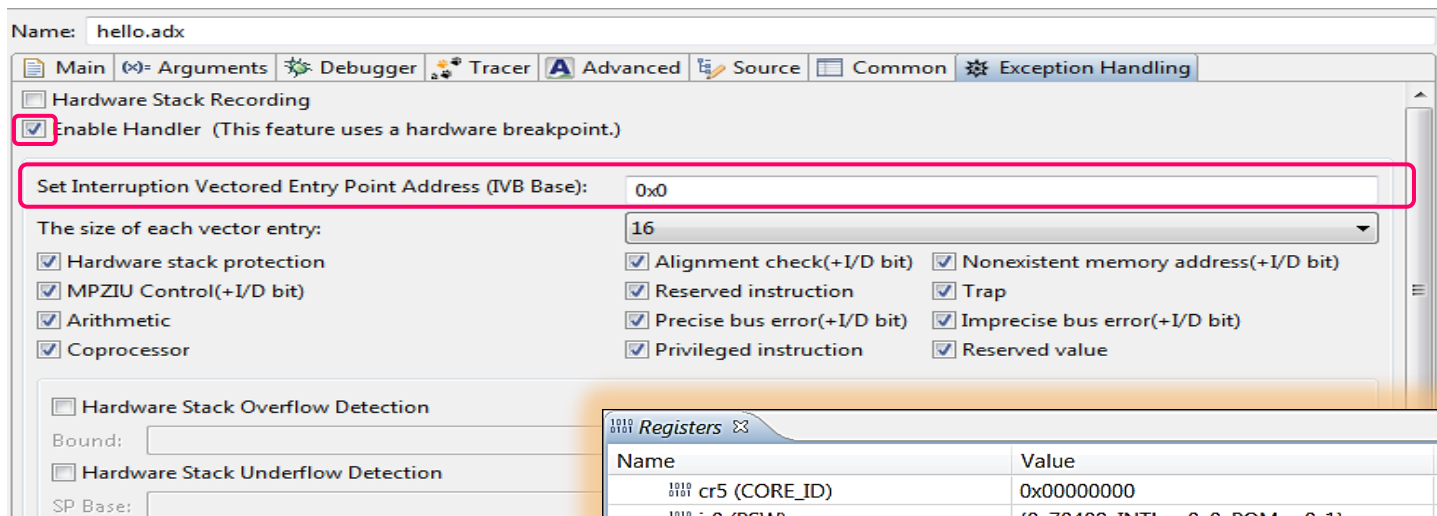 Name: hello.adx
Main (x)= Arguments Debugger Tracer Advanced Source Common Exception Handling
Hardware Stack Recording
Enable Handler (This feature uses a hardware breakpoint.)
Set Interruption Vectored Entry Point Address (IVB Base): 0x0
The size of each vector entry: 16
Hardware stack protection Alignment check(+I/D bit) Nonexistent memory address(+I/D bit)
MPZIU Control(+I/D bit) Reserved instruction Trap
Arithmetic Precise bus error(+I/D bit) Imprecise bus error(+I/D bit)
Coprocessor Privileged instruction Reserved value
Hardware Stack Overflow Detection
Bound:
Hardware Stack Underflow Detection
SP Base:
Registers
Name Value
cr5 (CORE_ID) 0x00000000